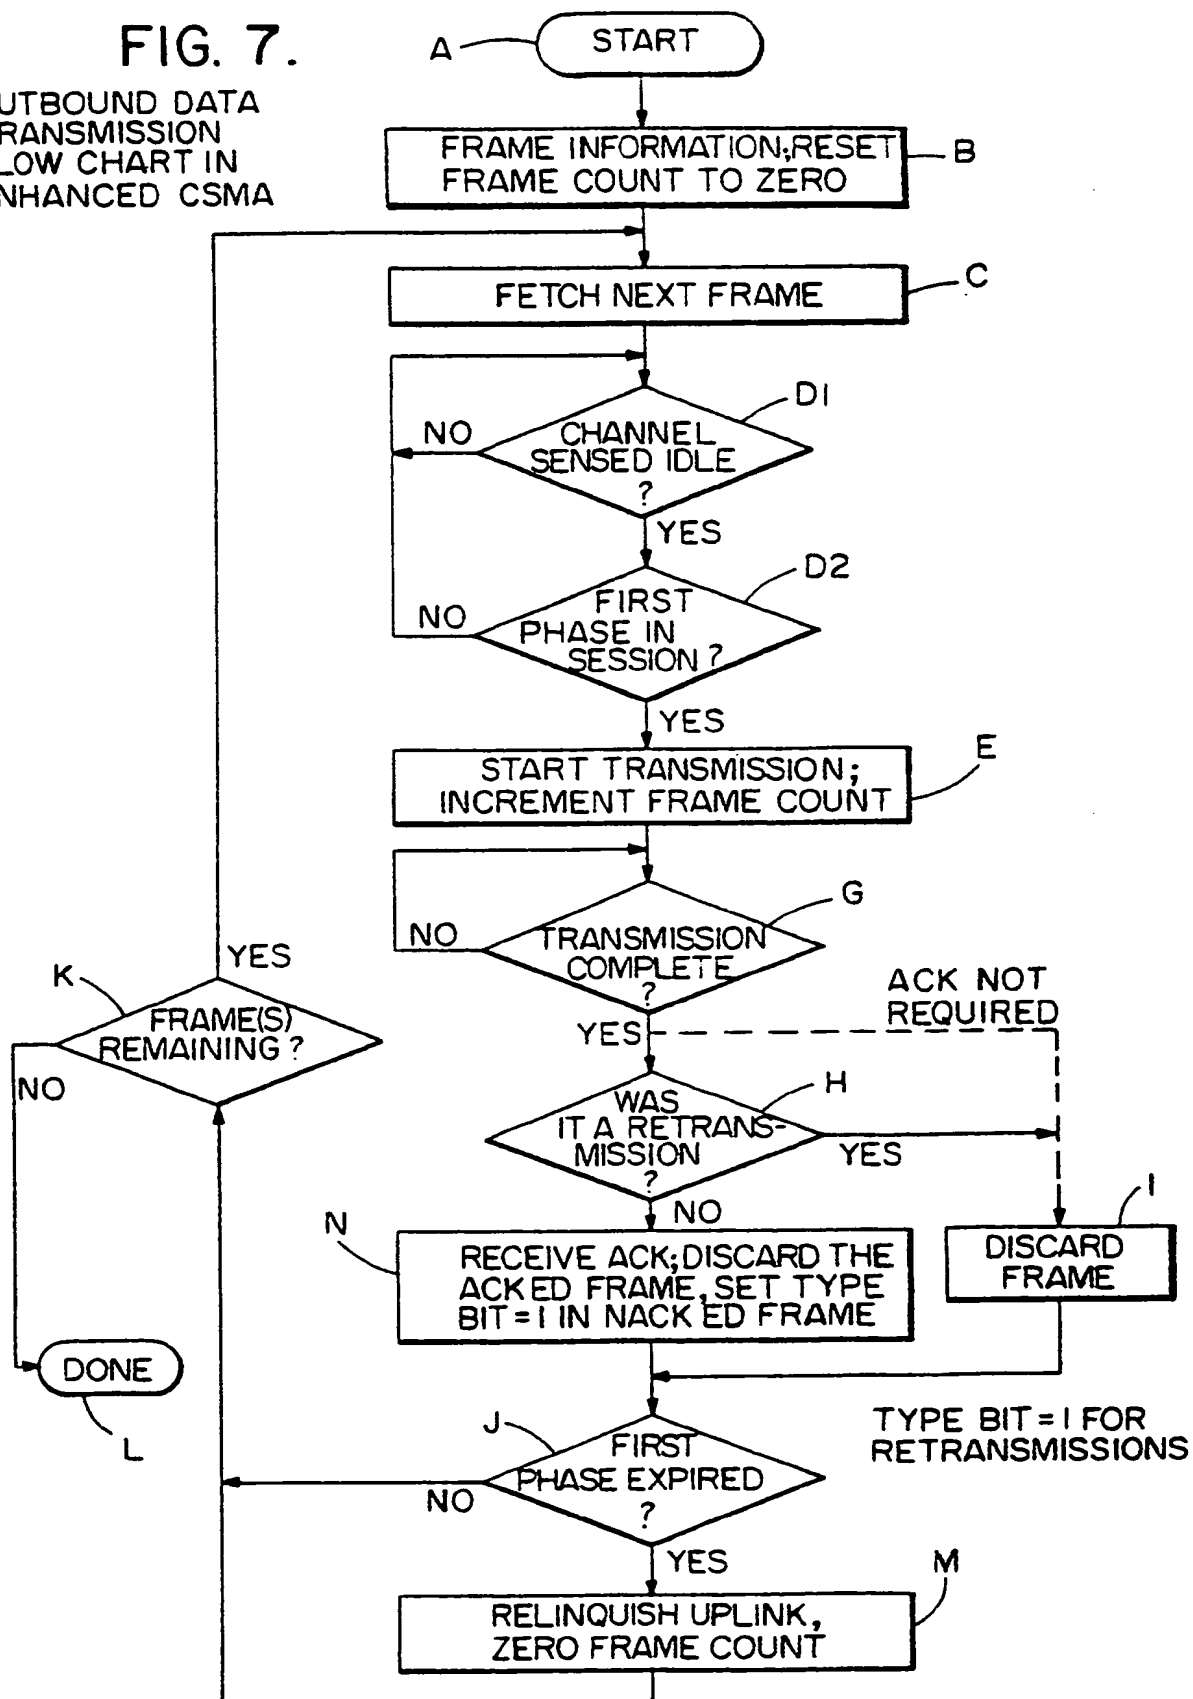 FIG. 7.
UTBOUND DATA
RANSMISSION
LOW CHART IN
NHANCED CSMA
A
START
FRAME INFORMATION; RESET
FRAME COUNT TO ZERO
B
FETCH NEXT FRAME
C
D1
CHANNEL
SENSED IDLE
?
NO
YES
D2
FIRST
PHASE IN
SESSION ?
NO
YES
START TRANSMISSION;
INCREMENT FRAME COUNT
E
G
TRANSMISSION
COMPLETE
?
NO
YES
ACK NOT
REQUIRED
K
YES
FRAME(S)
REMAINING ?
NO
H
WAS
IT A RETRANS-
MISSION
?
YES
NO
N
RECEIVE ACK; DISCARD THE
ACKED FRAME, SET TYPE
BIT = 1 IN NACKED FRAME
I
DISCARD
FRAME
DONE
L
TYPE BIT = 1 FOR
RETRANSMISSIONS
J
FIRST
PHASE EXPIRED
?
NO
YES
M
RELINQUISH UPLINK,
ZERO FRAME COUNT